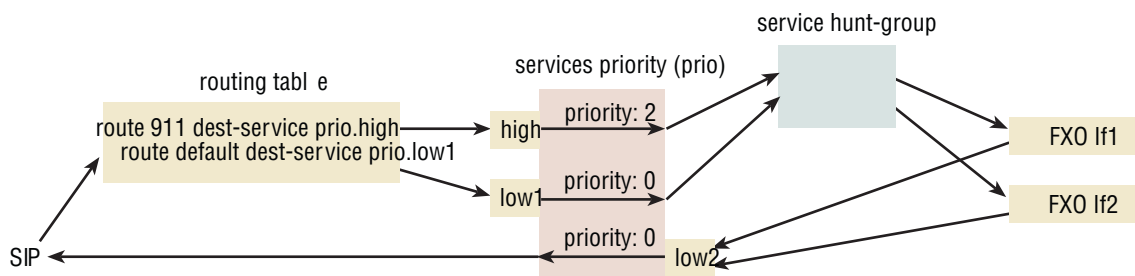 service hunt-group
services priority (prio)
routing tabl e
route 911 dest-service prio.high
route default dest-service prio.low1
high
priority: 2
low1
priority: 0
priority: 0
low2
FXO If1
FXO If2
SIP